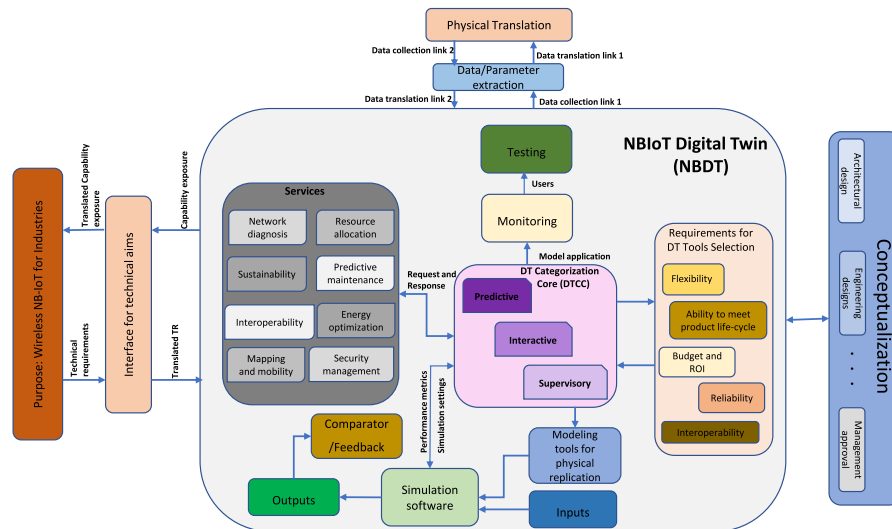 Physical Translation
Data collection link 2
Data translation link 1
Data/Parameter
extraction
Data translation link 2
Data collection link 1
NBIoT Digital Twin
(NBDT)
Purpose: Wireless NB-IoT for Industries
Translated Capability
exposure
Technical
requirements
Interface for technical aims
Capability exposure
Translated TR
Services
Network
diagnosis
Resource
allocation
Sustainability
Predictive
maintenance
Interoperability
Energy
optimization
Mapping
and mobility
Security
management
Testing
Users
Monitoring
Model application
Request and
Response
DT Categorization
Core (DTCC)
Predictive
Interactive
Supervisory
Requirements for
DT Tools Selection
Flexibility
Ability to meet
product life-cycle
Budget and
ROI
Reliability
Interoperability
Performance metrics
Simulation settings
Comparator
/Feedback
Outputs
Simulation
software
Modeling
tools for
physical
replication
Inputs
Architectural
design
Engineering
designs
. . .
Management
approval
Conceptualization